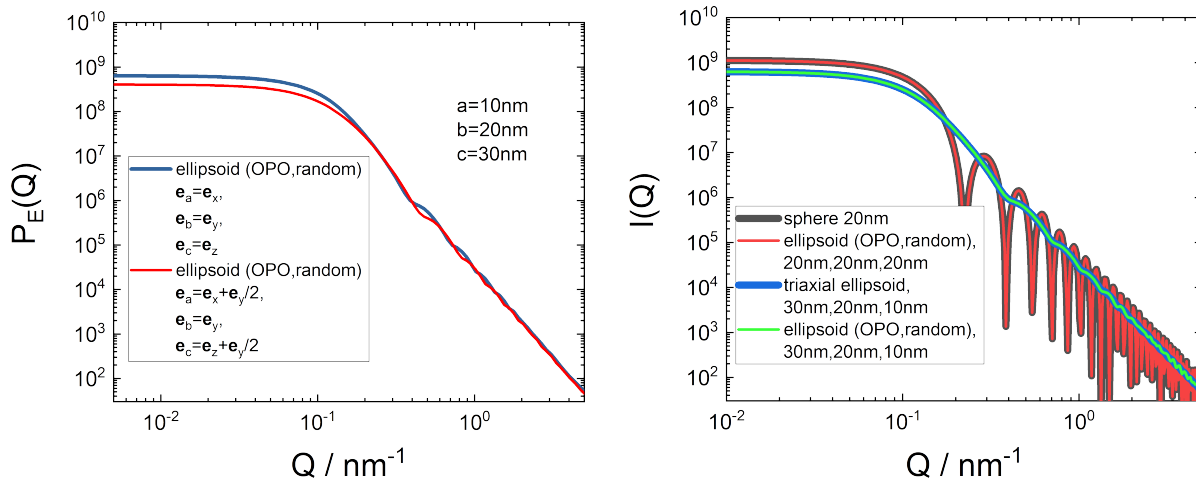 10^10
10^9
10^8
10^7
10^6
10^5
10^4
10^3
10^2
P_E(Q)
a=10nm
b=20nm
c=30nm
ellipsoid (OPO,random)
e_a=e_x,
e_b=e_y,
e_c=e_z
ellipsoid (OPO,random)
e_a=e_x+e_y/2,
e_b=e_y,
e_c=e_z+e_y/2
10^-2
10^-1
10^0
Q / nm^-1
10^10
10^9
10^8
10^7
10^6
10^5
10^4
10^3
10^2
I(Q)
sphere 20nm
ellipsoid (OPO,random),
20nm,20nm,20nm
triaxial ellipsoid,
30nm,20nm,10nm
ellipsoid (OPO,random),
30nm,20nm,10nm
10^-2
10^-1
10^0
Q / nm^-1